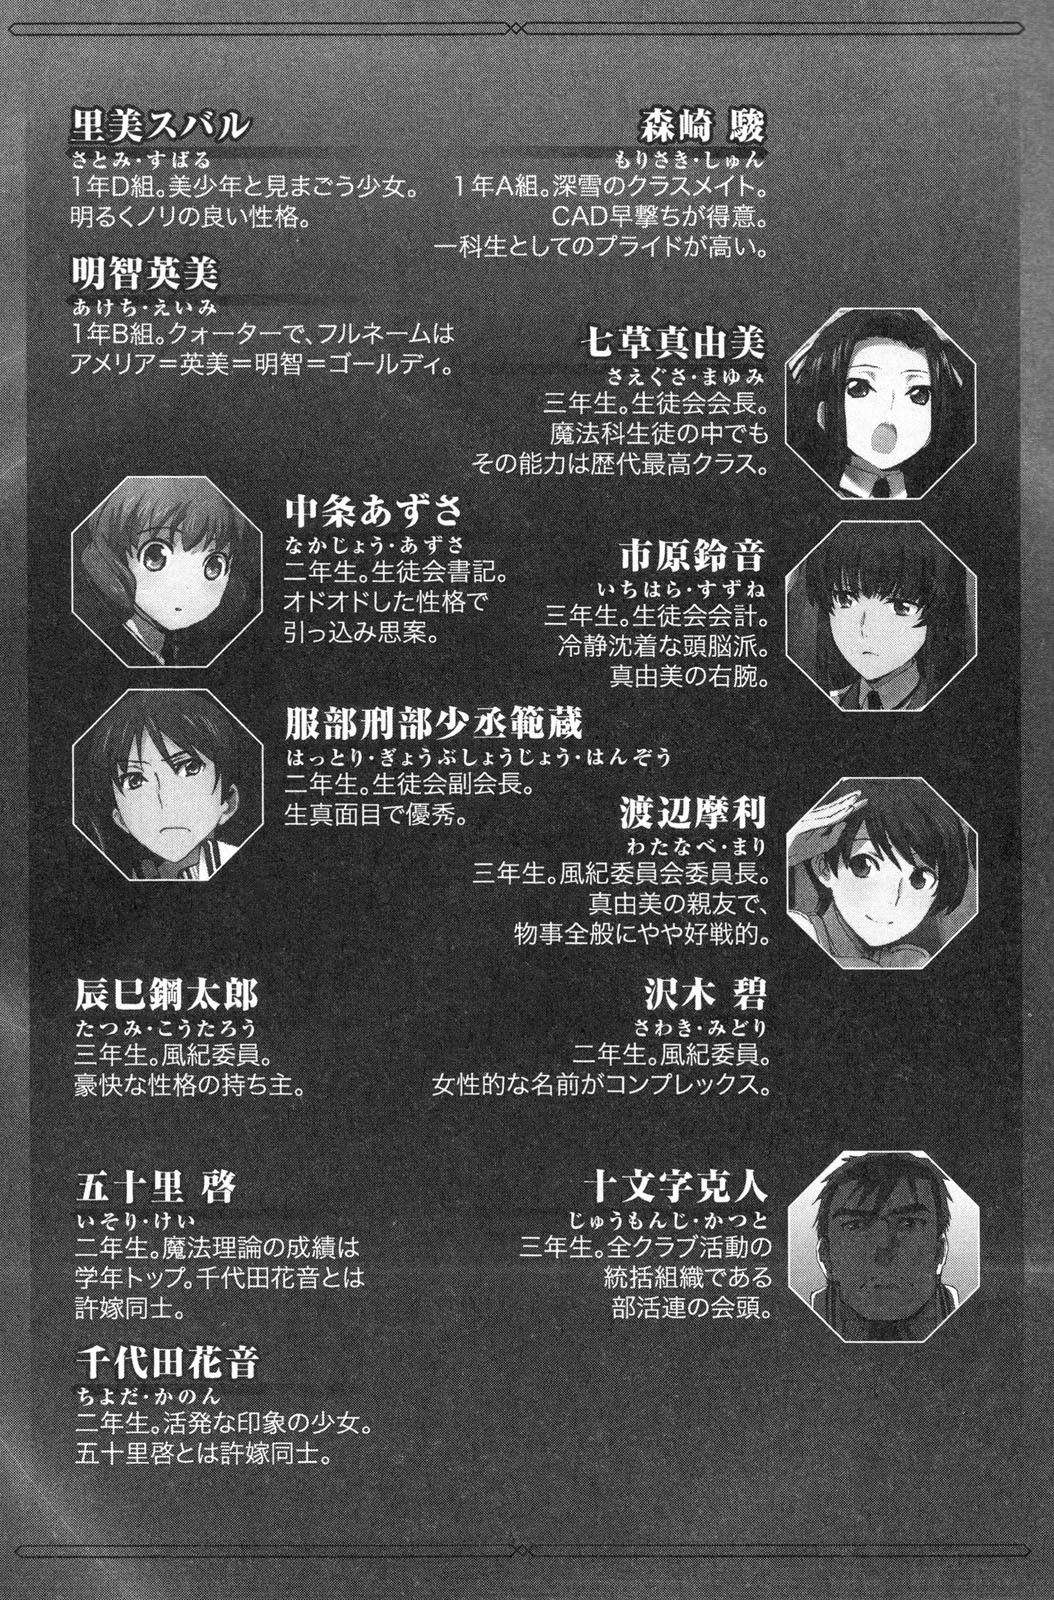 森崎 駿
もりさき・しゅん
1年A組。深雪のクラスメイト。
CAD早撃ちが得意。
一科生としてのプライドが高い。
七草真由美
さえぐさ・まゆみ
三年生。生徒会会長。
魔法科生徒の中でも
その能力は歴代最高クラス。
市原鈴音
いちはら・すずね
三年生。生徒会会計。
冷静沈着な頭脳派。
真由美の右腕。
渡辺摩利
わたなべ・まり
三年生。風紀委員会委員長。
真由美の親友で、
物事全般にやや好戦的。
沢木 碧
さわき・みどり
二年生。風紀委員。
女性的な名前がコンプレックス。
十文字克人
じゅうもんじ・かつと
三年生。全クラブ活動の
統括組織である
部活連の会頭。
里美スバル
さとみ・すばる
1年D組。美少年と見まごう少女。
明るくノリの良い性格。
明智英美
あけち・えいみ
1年B組。クォーターで、フルネームは
アメリア＝英美＝明智＝ゴールディ。
中条あずさ
なかじょう・あずさ
二年生。生徒会書記。
オドオドした性格で
引っ込み思案。
服部刑部少丞範蔵
はっとり・ぎょうぶしょうじょう・はんぞう
二年生。生徒会副会長。
生真面目で優秀。
辰巳鋼太郎
たつみ・こうたろう
三年生。風紀委員。
豪快な性格の持ち主。
五十里 啓
いそり・けい
二年生。魔法理論の成績は
学年トップ。千代田花音とは
許嫁同士。
千代田花音
ちよだ・かのん
二年生。活発な印象の少女。
五十里啓とは許嫁同士。